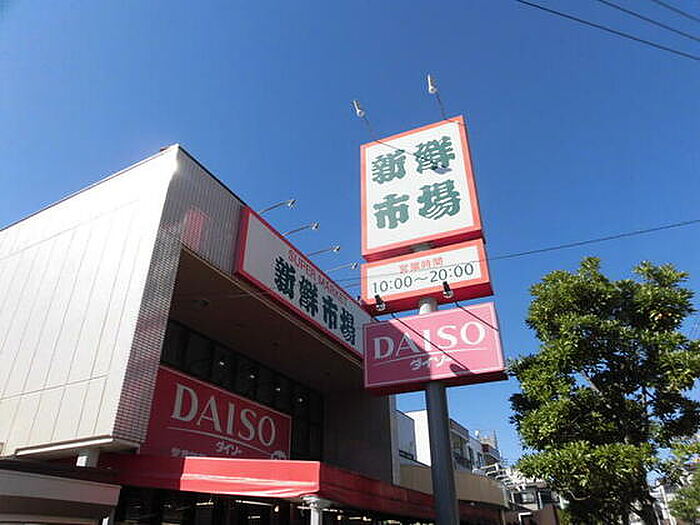 新鮮
市場
営業時間
10:00～20:00
DAISO
ダイソー
SUPER MARKET
新鮮市場
DAISO
ダイソー